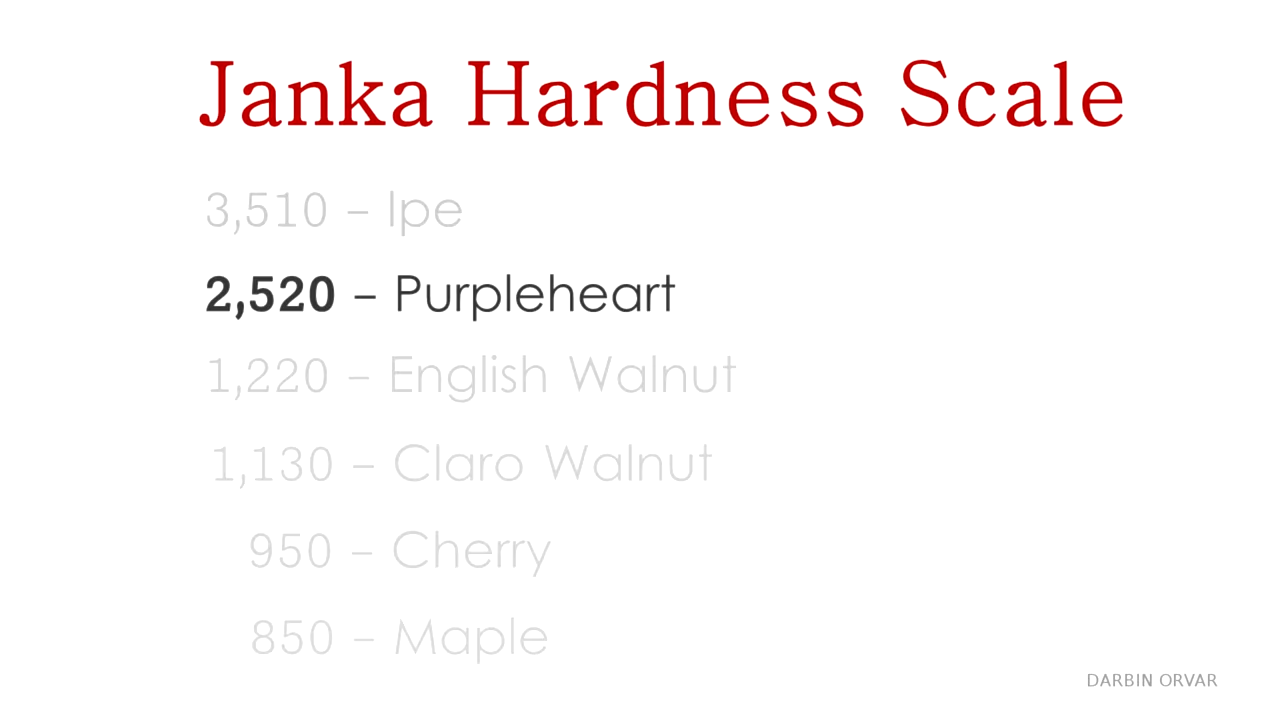 Janka Hardness Scale
3,510 – Ipe
2,520 – Purpleheart
1,220 – English Walnut
1,130 – Claro Walnut
950 – Cherry
850 – Maple
DARBIN ORVAR